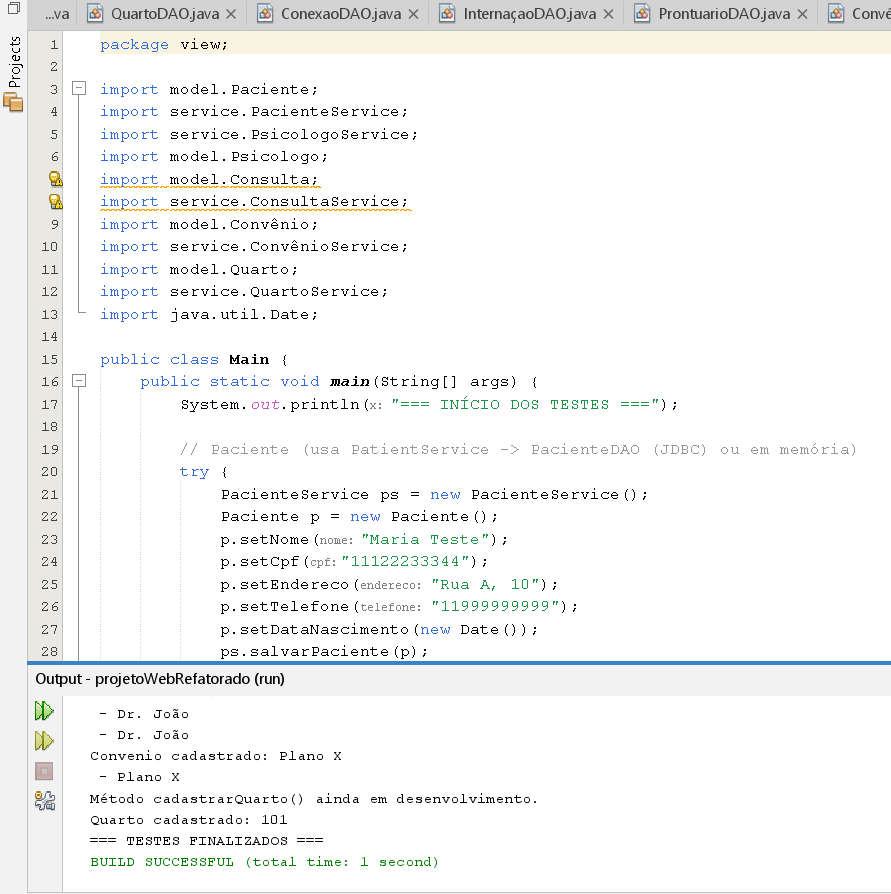 ...va QuartoDAO.java ConexaoDAO.java InternaçaoDAO.java ProntuarioDAO.java Convê
Projects
1 package view;
2
3 import model.Paciente;
4 import service.PacienteService;
5 import service.PsicologoService;
6 import model.Psicologo;
import model.Consulta;
import service.ConsultaService;
9 import model.Convênio;
10 import service.ConvênioService;
11 import model.Quarto;
12 import service.QuartoService;
13 import java.util.Date;
14
15 public class Main {
16 public static void main(String[] args) {
17 System.out.println(x: "=== INÍCIO DOS TESTES ===");
18
19 // Paciente (usa PatientService -> PacienteDAO (JDBC) ou em memória)
20 try {
21 PacienteService ps = new PacienteService();
22 Paciente p = new Paciente();
23 p.setNome(nome: "Maria Teste");
24 p.setCpf(cpf: "11122233344");
25 p.setEndereco(endereco: "Rua A, 10");
26 p.setTelefone(telefone: "11999999999");
27 p.setDataNascimento(new Date());
28 ps.salvarPaciente(p);
Output - projetoWebRefatorado (run)
- Dr. João
- Dr. João
Convenio cadastrado: Plano X
- Plano X
Método cadastrarQuarto() ainda em desenvolvimento.
Quarto cadastrado: 101
=== TESTES FINALIZADOS ===
BUILD SUCCESSFUL (total time: 1 second)